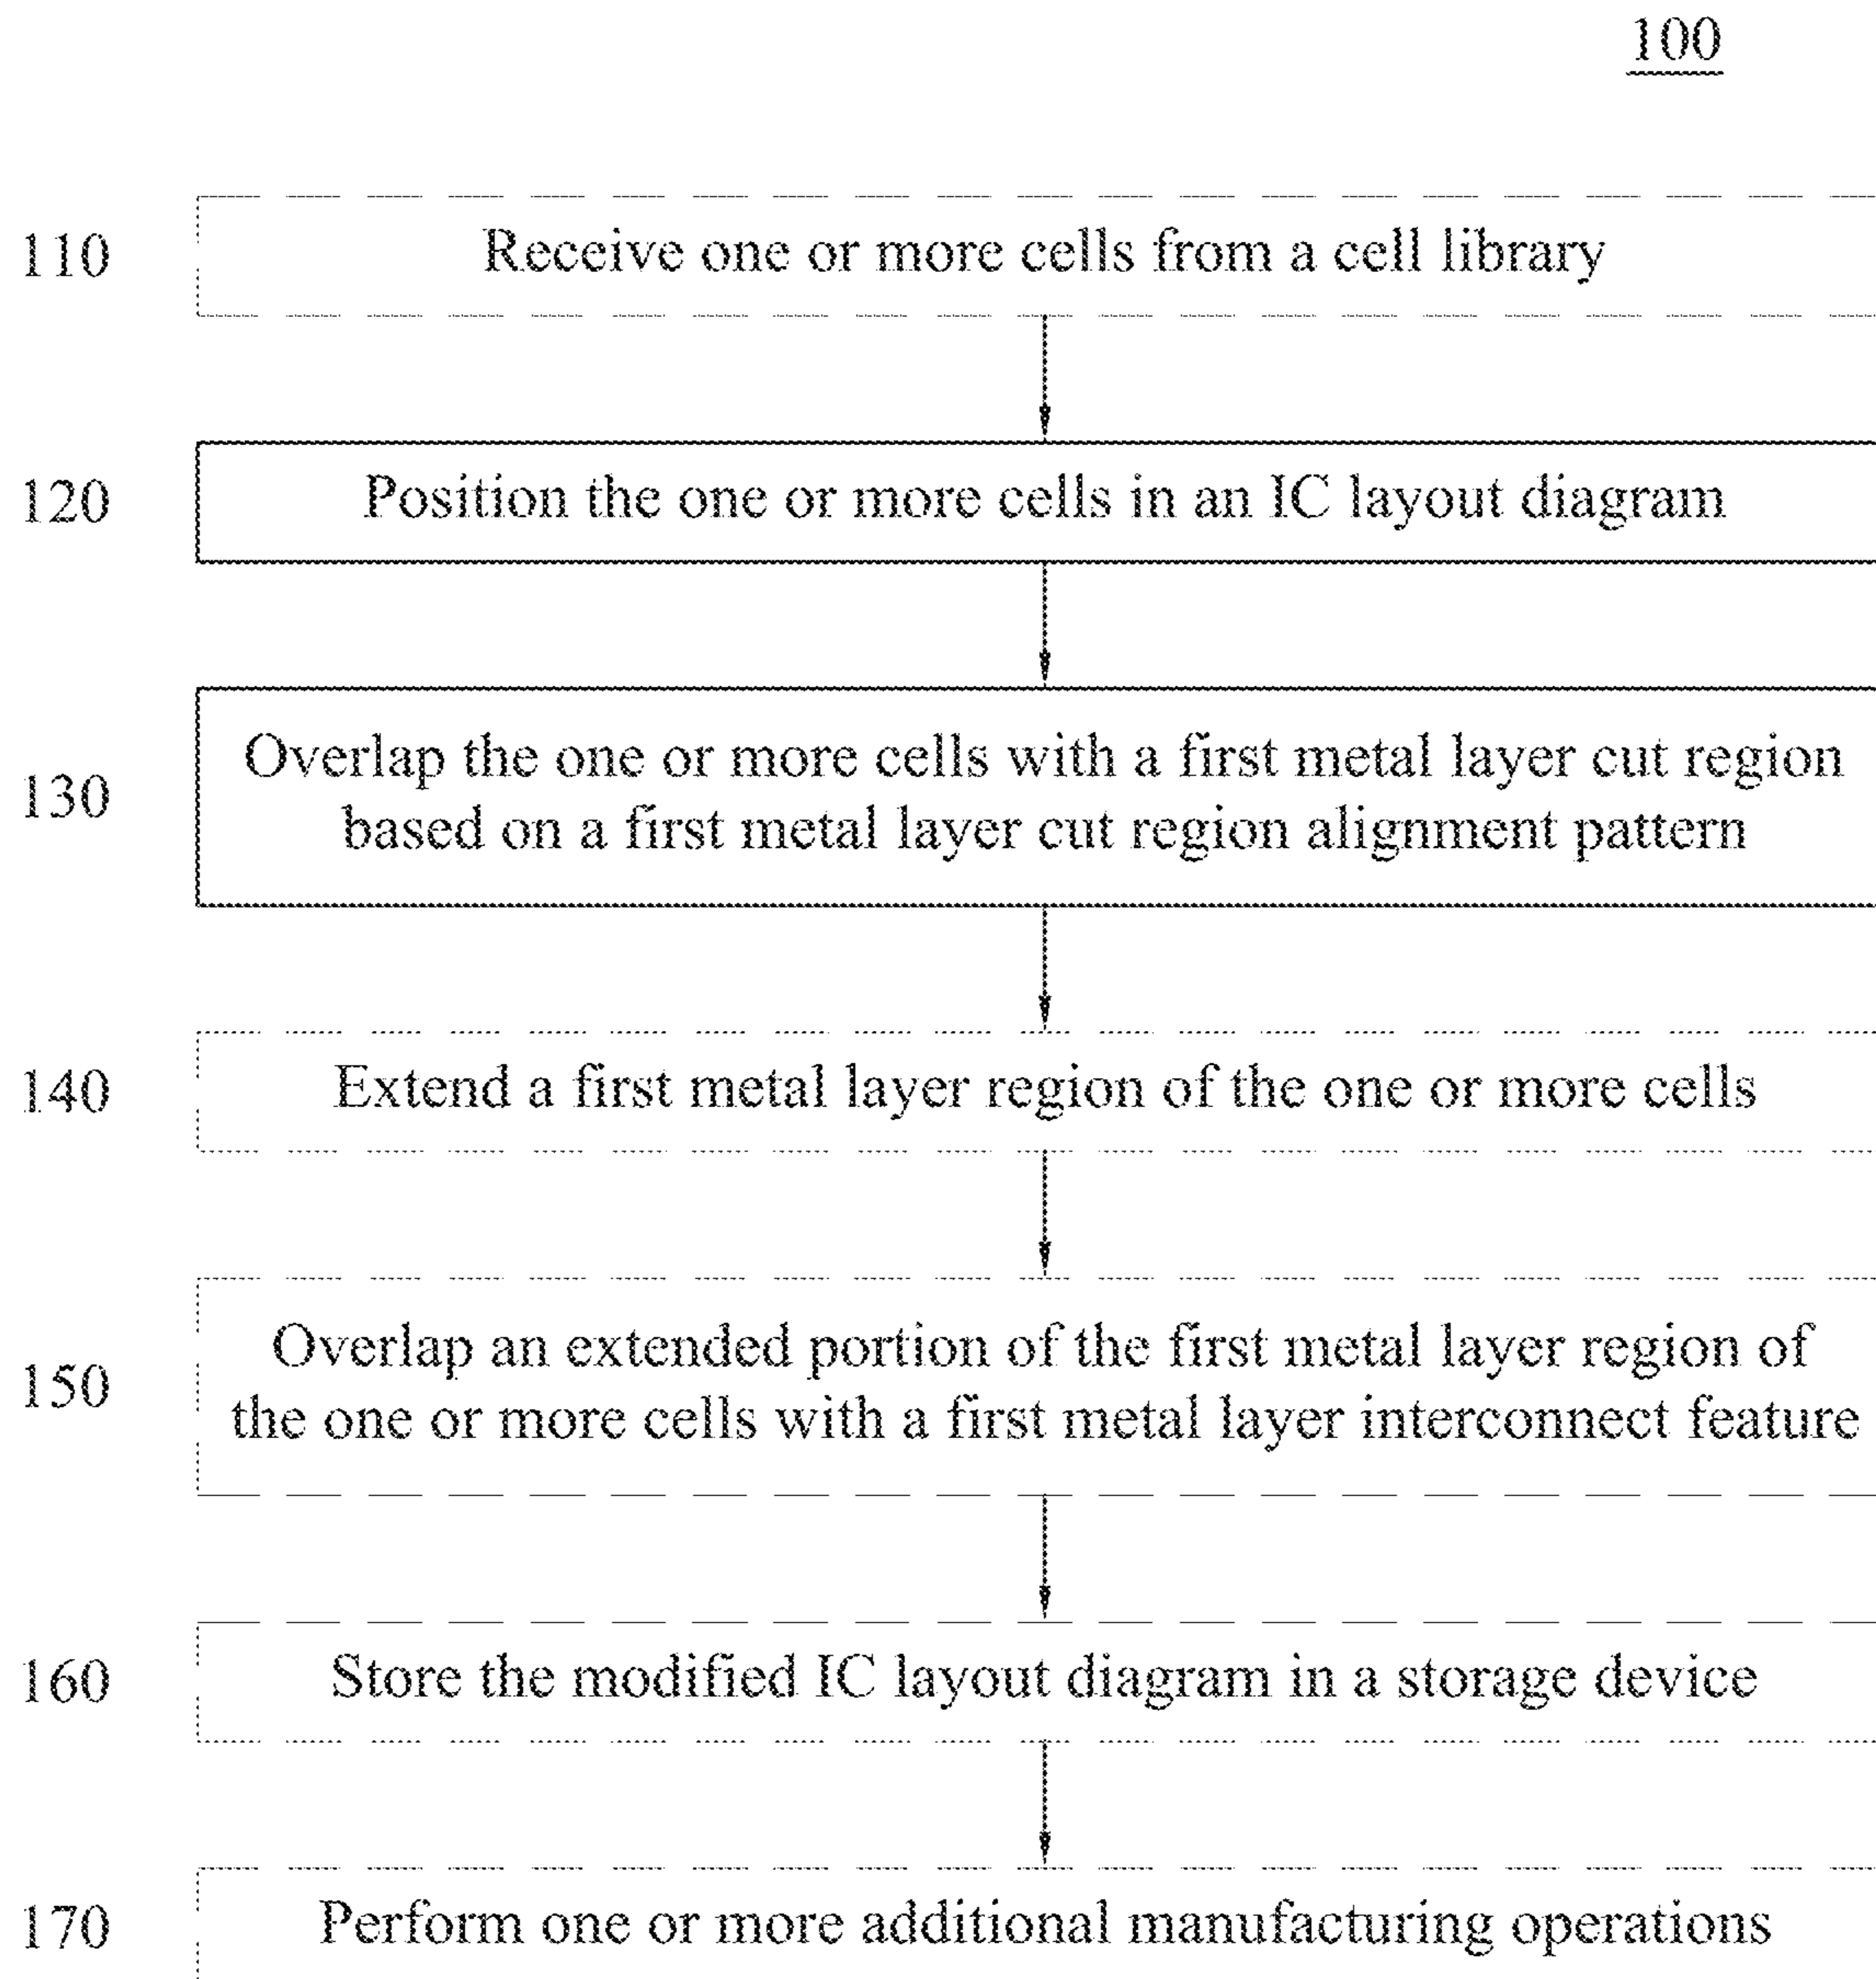 100
110
Receive one or more cells from a cell library
120
Position the one or more cells in an IC layout diagram
130
Overlap the one or more cells with a first metal layer cut region
based on a first metal layer cut region alignment pattern
140
Extend a first metal layer region of the one or more cells
150
Overlap an extended portion of the first metal layer region of
the one or more cells with a first metal layer interconnect feature
160
Store the modified IC layout diagram in a storage device
170
Perform one or more additional manufacturing operations